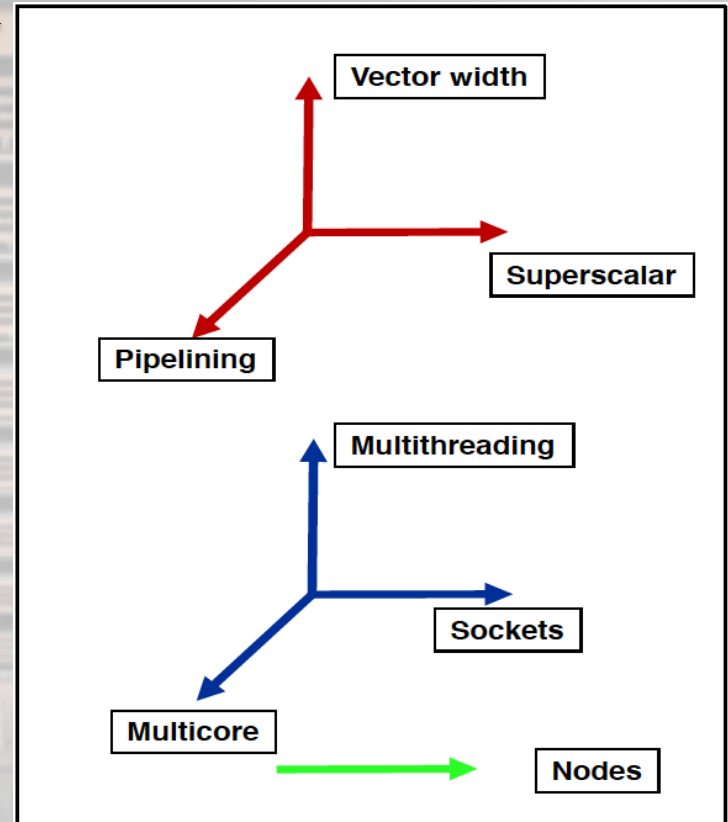 Vector width
Superscalar
Pipelining
Multithreading
Sockets
Multicore
Nodes